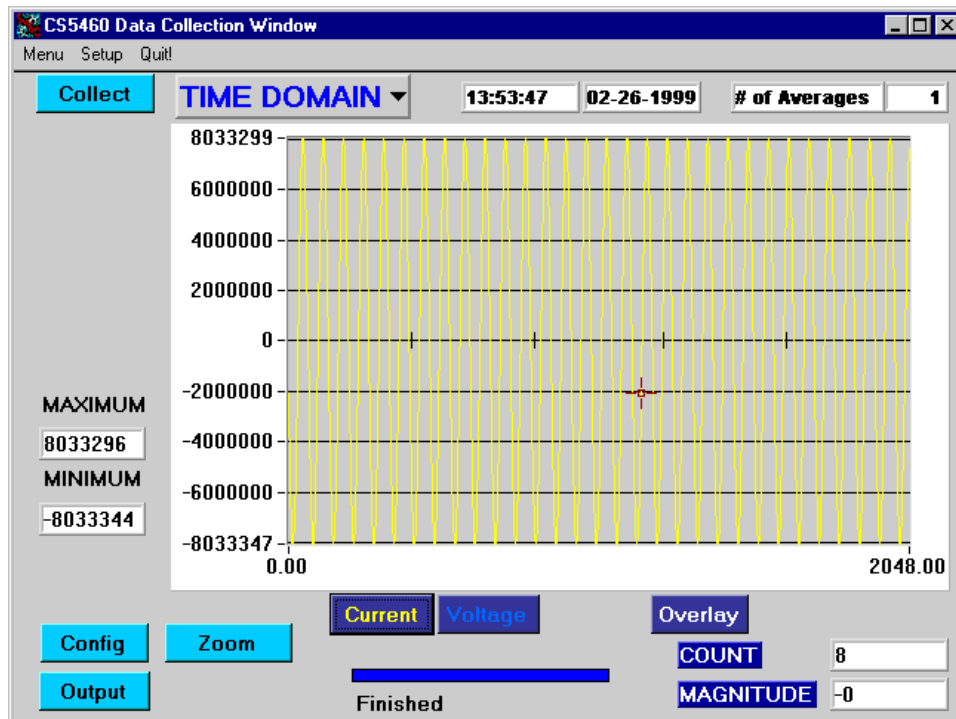 CS5460 Data Collection Window
Menu Setup Quit!
Collect
TIME DOMAIN
13:53:47
02-26-1999
# of Averages
1
8033299
6000000
4000000
2000000
0
-2000000
-4000000
-6000000
-8033347
0.00
2048.00
MAXIMUM
8033296
MINIMUM
-8033344
Current
Voltage
Overlay
Config
Zoom
COUNT
8
Output
Finished
MAGNITUDE
-0